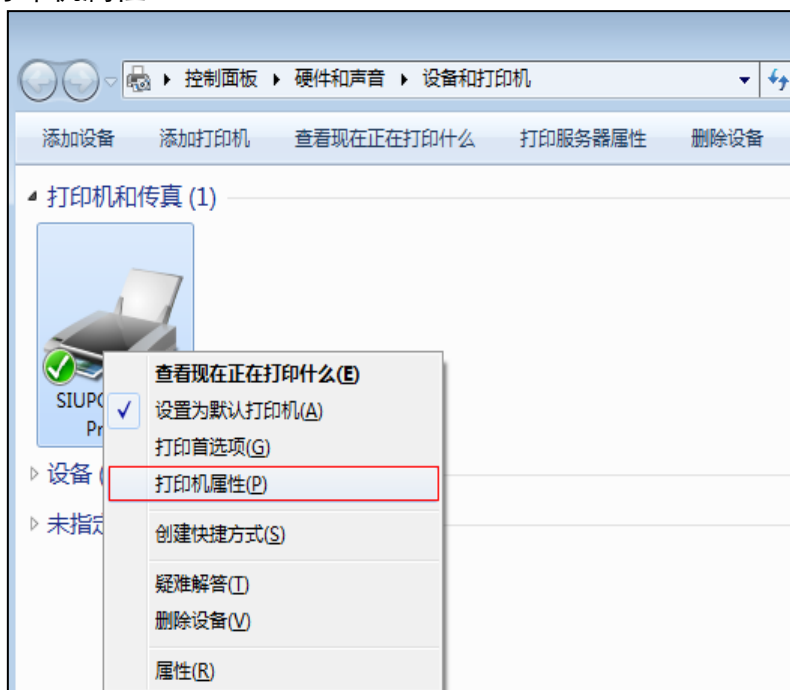 控制面板 ▸ 硬件和声音 ▸ 设备和打印机
添加设备 添加打印机 查看现在正在打印什么 打印服务器属性 删除设备
打印机和传真 (1)
查看现在正在打印什么(E)
设置为默认打印机(A)
打印首选项(G)
打印机属性(P)
创建快捷方式(S)
疑难解答(T)
删除设备(V)
属性(R)
SIUP
Pr
设备 (
未指定